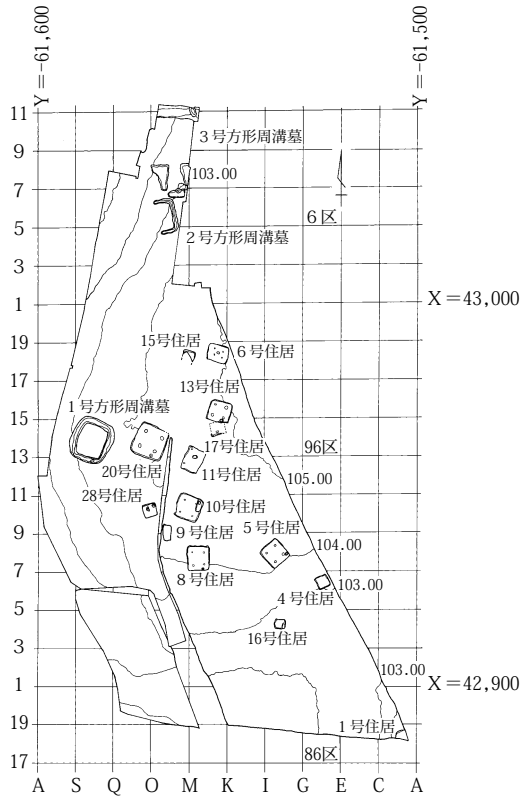 Y＝-61,600
Y＝-61,500
11
9
7
5
3
1
19
17
15
13
11
9
7
5
3
1
19
17
3号方形周溝墓
103.00
6区
2号方形周溝墓
X＝43,000
15号住居
6号住居
13号住居
1号方形周溝墓
17号住居
96区
20号住居
11号住居
105.00
28号住居
10号住居
9号住居
5号住居
104.00
8号住居
103.00
4号住居
16号住居
103.00
X＝42,900
1号住居
86区
A S Q O M K I G E C A